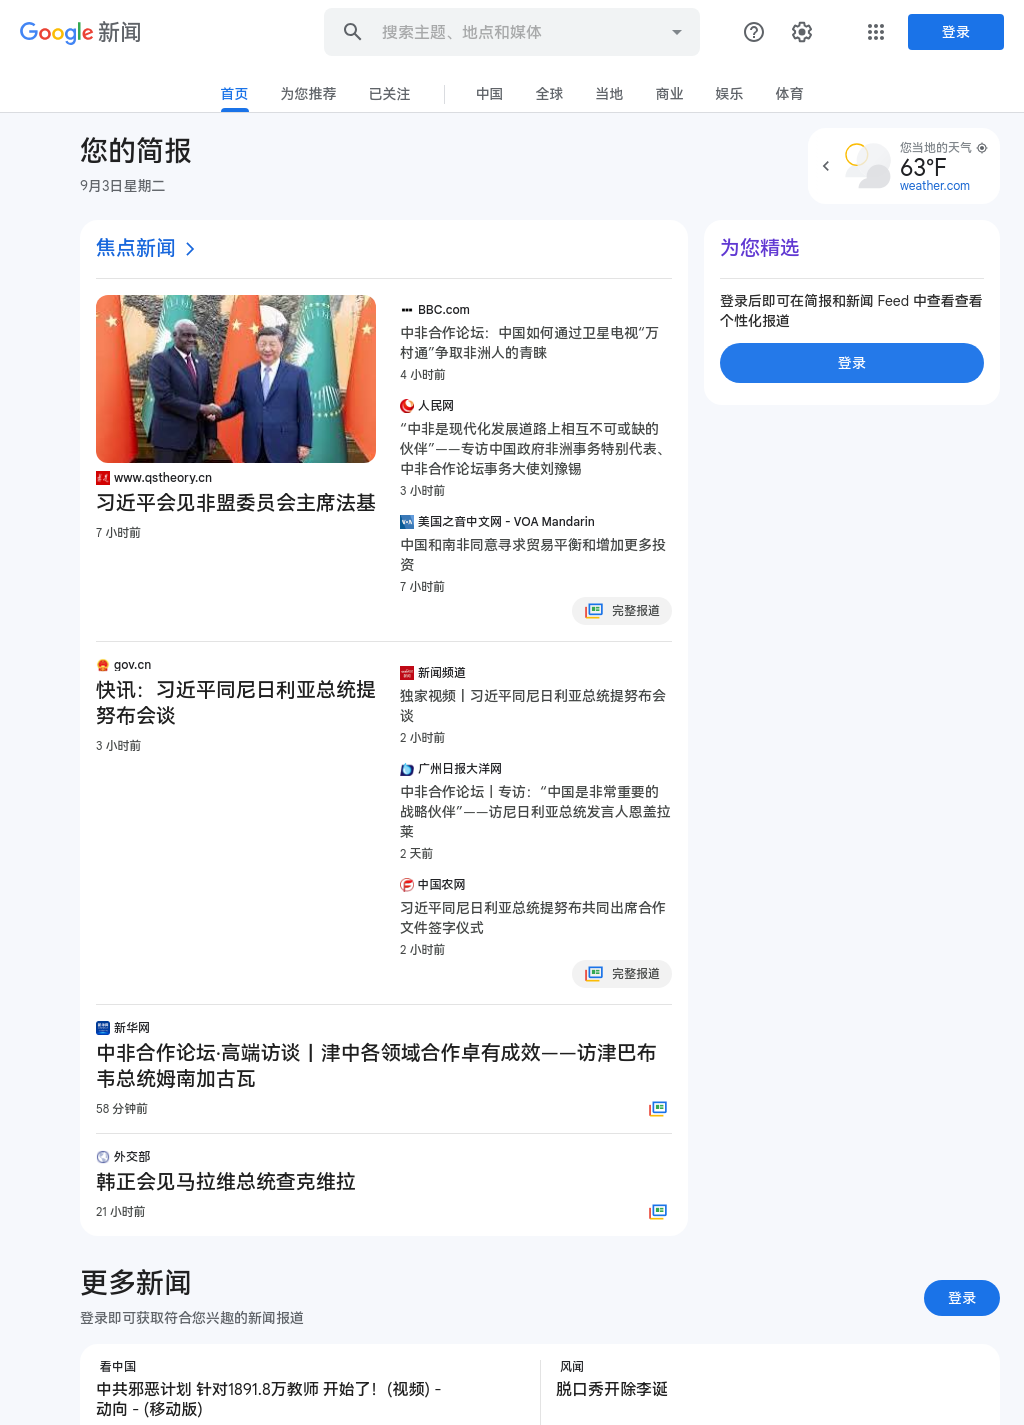 Google 新闻
搜索主题、地点和媒体
登录
首页
为您推荐
已关注
中国
全球
当地
商业
娱乐
体育
您的简报
9月3日星期二
您当地的天气
63°F
weather.com
焦点新闻
www.qstheory.cn
习近平会见非盟委员会主席法基
7 小时前
BBC.com
中非合作论坛：中国如何通过卫星电视“万
村通”争取非洲人的青睐
4 小时前
人民网
“中非是现代化发展道路上相互不可或缺的
伙伴”——专访中国政府非洲事务特别代表、
中非合作论坛事务大使刘豫锡
3 小时前
美国之音中文网 - VOA Mandarin
中国和南非同意寻求贸易平衡和增加更多投
资
7 小时前
完整报道
gov.cn
快讯：习近平同尼日利亚总统提
努布会谈
3 小时前
新闻频道
独家视频丨习近平同尼日利亚总统提努布会
谈
2 小时前
广州日报大洋网
中非合作论坛丨专访：“中国是非常重要的
战略伙伴”——访尼日利亚总统发言人恩盖拉
莱
2 天前
中国农网
习近平同尼日利亚总统提努布共同出席合作
文件签字仪式
2 小时前
完整报道
新华网
中非合作论坛·高端访谈丨津中各领域合作卓有成效——访津巴布
韦总统姆南加古瓦
58 分钟前
外交部
韩正会见马拉维总统查克维拉
21 小时前
为您精选
登录后即可在简报和新闻 Feed 中查看查看
个性化报道
登录
更多新闻
登录即可获取符合您兴趣的新闻报道
登录
看中国
中共邪恶计划 针对1891.8万教师 开始了！(视频) -
动向 - (移动版)
风闻
脱口秀开除李诞